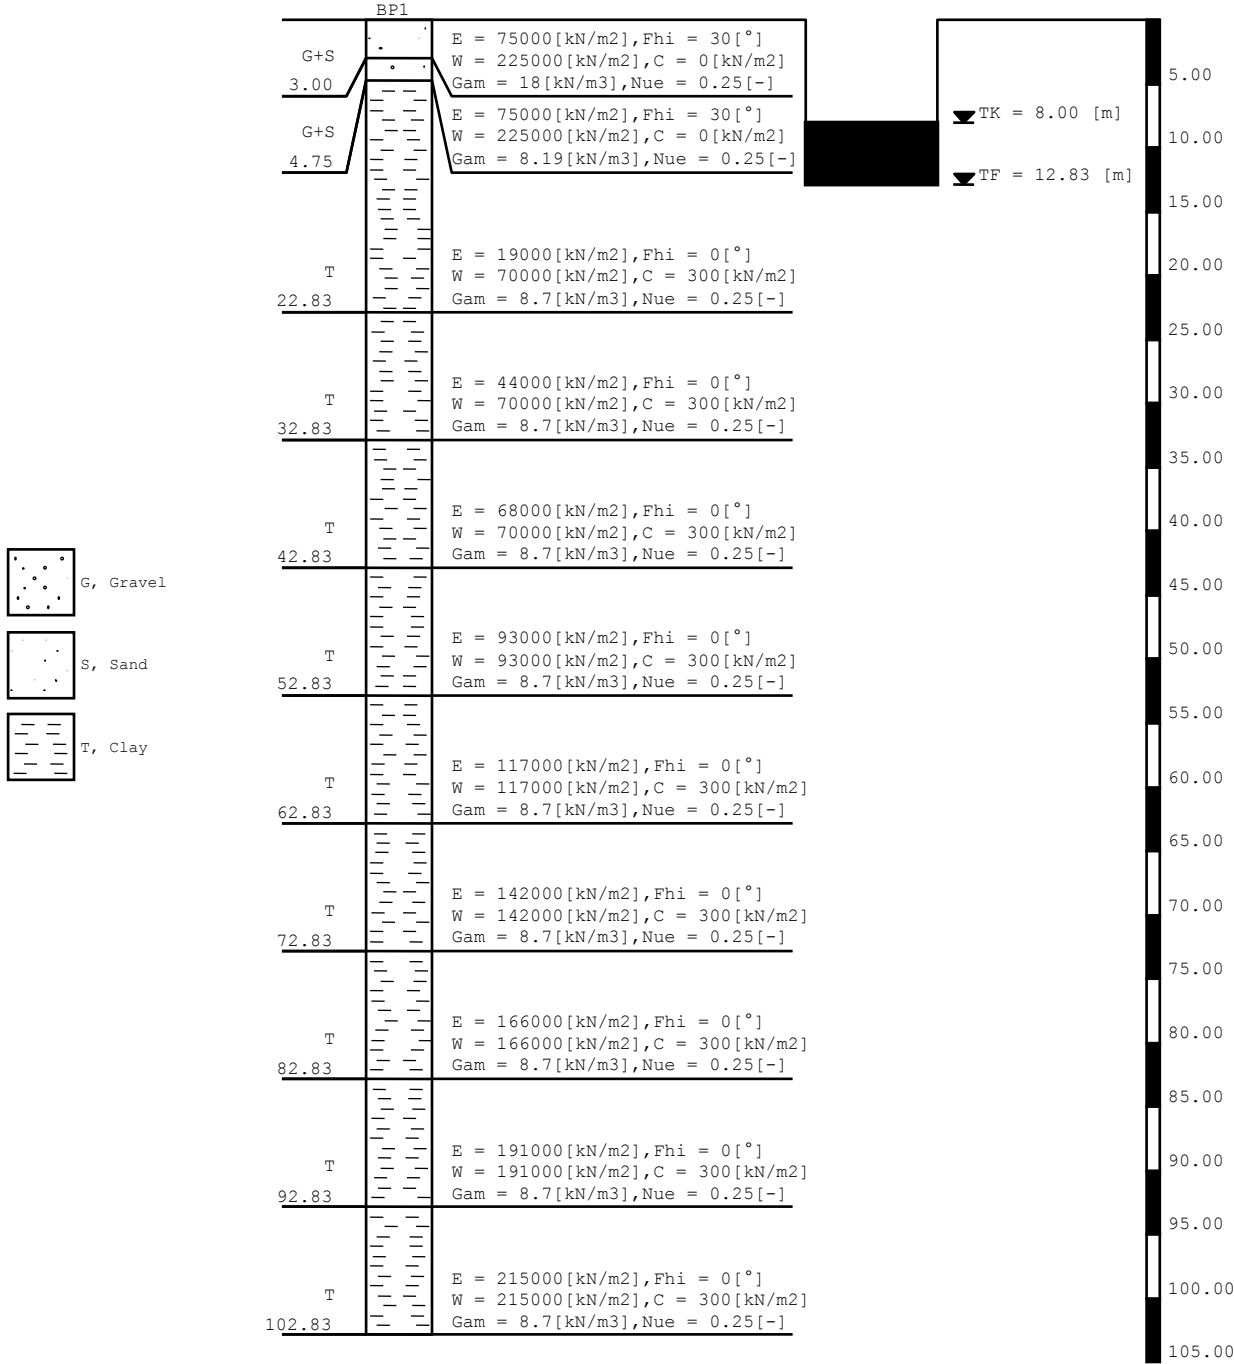 BP1
G+S
3.00
E = 75000[kN/m2],Fhi = 30[°]
W = 225000[kN/m2],C = 0[kN/m2]
Gam = 18[kN/m3],Nue = 0.25[-]
G+S
4.75
E = 75000[kN/m2],Fhi = 30[°]
W = 225000[kN/m2],C = 0[kN/m2]
Gam = 8.19[kN/m3],Nue = 0.25[-]
T
22.83
E = 19000[kN/m2],Fhi = 0[°]
W = 70000[kN/m2],C = 300[kN/m2]
Gam = 8.7[kN/m3],Nue = 0.25[-]
T
32.83
E = 44000[kN/m2],Fhi = 0[°]
W = 70000[kN/m2],C = 300[kN/m2]
Gam = 8.7[kN/m3],Nue = 0.25[-]
T
42.83
E = 68000[kN/m2],Fhi = 0[°]
W = 70000[kN/m2],C = 300[kN/m2]
Gam = 8.7[kN/m3],Nue = 0.25[-]
T
52.83
E = 93000[kN/m2],Fhi = 0[°]
W = 93000[kN/m2],C = 300[kN/m2]
Gam = 8.7[kN/m3],Nue = 0.25[-]
T
62.83
E = 117000[kN/m2],Fhi = 0[°]
W = 117000[kN/m2],C = 300[kN/m2]
Gam = 8.7[kN/m3],Nue = 0.25[-]
T
72.83
E = 142000[kN/m2],Fhi = 0[°]
W = 142000[kN/m2],C = 300[kN/m2]
Gam = 8.7[kN/m3],Nue = 0.25[-]
T
82.83
E = 166000[kN/m2],Fhi = 0[°]
W = 166000[kN/m2],C = 300[kN/m2]
Gam = 8.7[kN/m3],Nue = 0.25[-]
T
92.83
E = 191000[kN/m2],Fhi = 0[°]
W = 191000[kN/m2],C = 300[kN/m2]
Gam = 8.7[kN/m3],Nue = 0.25[-]
T
102.83
E = 215000[kN/m2],Fhi = 0[°]
W = 215000[kN/m2],C = 300[kN/m2]
Gam = 8.7[kN/m3],Nue = 0.25[-]
G, Gravel
S, Sand
T, Clay
TK = 8.00 [m]
TF = 12.83 [m]
5.00
10.00
15.00
20.00
25.00
30.00
35.00
40.00
45.00
50.00
55.00
60.00
65.00
70.00
75.00
80.00
85.00
90.00
95.00
100.00
105.00